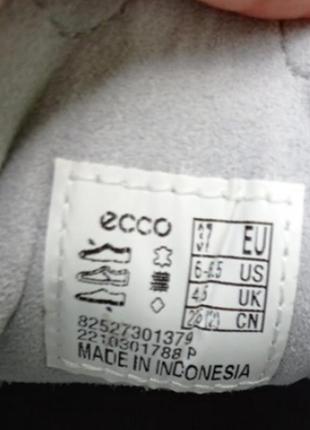 ecco
37 EU
6-6.5 US
4,5 UK
CN
82527301379
2210301788 P
MADE IN INDONESIA